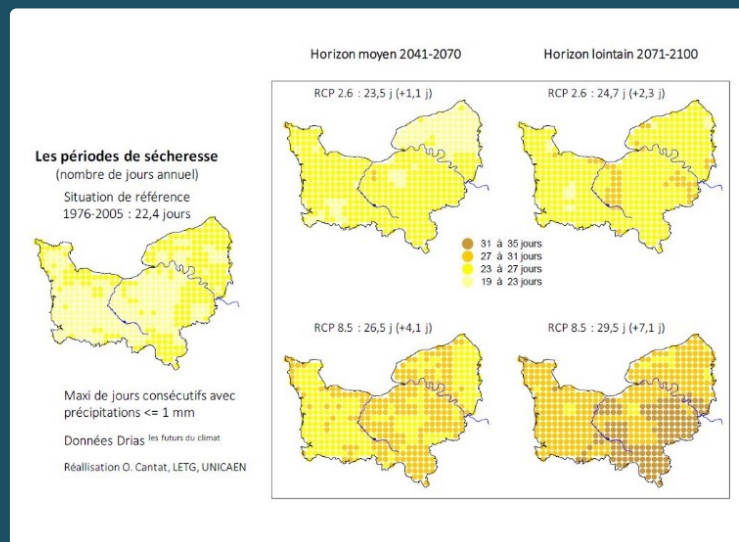 Horizon moyen 2041-2070
Horizon lointain 2071-2100
RCP 2.6 : 23,5 j (+1,1 j)
RCP 2.6 : 24,7 j (+2,3 j)
Les périodes de sécheresse
(nombre de jours annuel)
Situation de référence
1976-2005 : 22,4 jours
31 à 35 jours
27 à 31 jours
23 à 27 jours
19 à 23 jours
RCP 8.5 : 26,5 j (+4,1 j)
RCP 8.5 : 29,5 j (+7,1 j)
Maxi de jours consécutifs avec
précipitations <= 1 mm
Données Drias les futurs du climat
Réallisation O. Cantat, LETG, UNICAEN